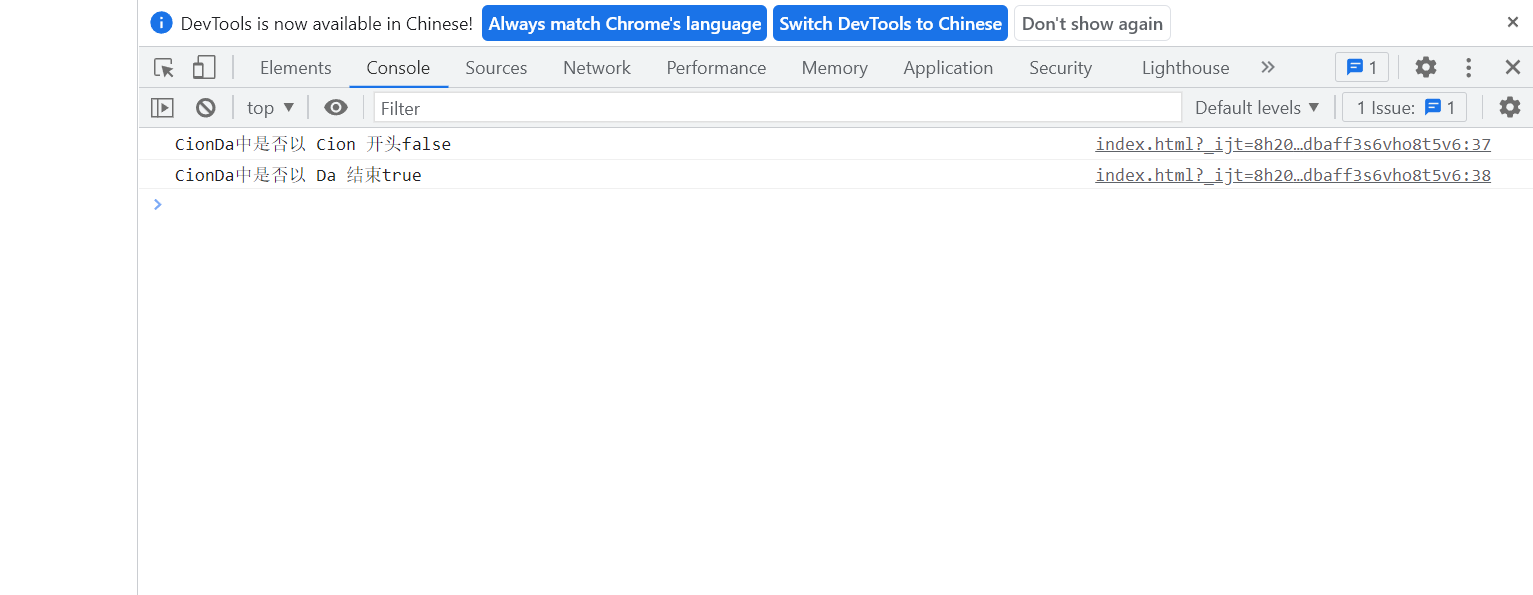 DevTools is now available in Chinese! Always match Chrome's language Switch DevTools to Chinese Don't show again
Elements Console Sources Network Performance Memory Application Security Lighthouse 1
top Filter Default levels 1 Issue: 1
CionDa中是否以 Cion 开头false index.html?_ijt=8h20…dbaff3s6vho8t5v6:37
CionDa中是否以 Da 结束true index.html?_ijt=8h20…dbaff3s6vho8t5v6:38